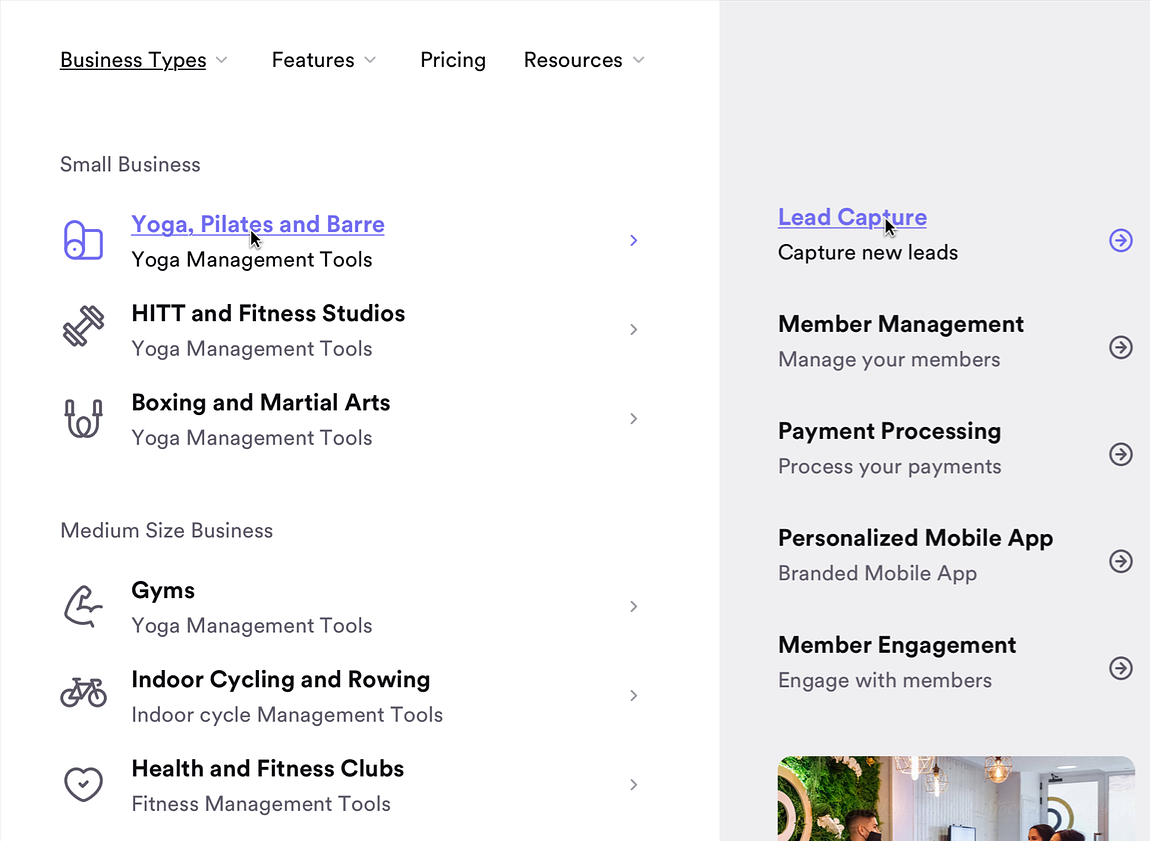 Business Types
Features
Pricing
Resources
Small Business
Yoga, Pilates and Barre
Yoga Management Tools
HITT and Fitness Studios
Yoga Management Tools
Boxing and Martial Arts
Yoga Management Tools
Medium Size Business
Gyms
Yoga Management Tools
Indoor Cycling and Rowing
Indoor cycle Management Tools
Health and Fitness Clubs
Fitness Management Tools
Lead Capture
Capture new leads
Member Management
Manage your members
Payment Processing
Process your payments
Personalized Mobile App
Branded Mobile App
Member Engagement
Engage with members